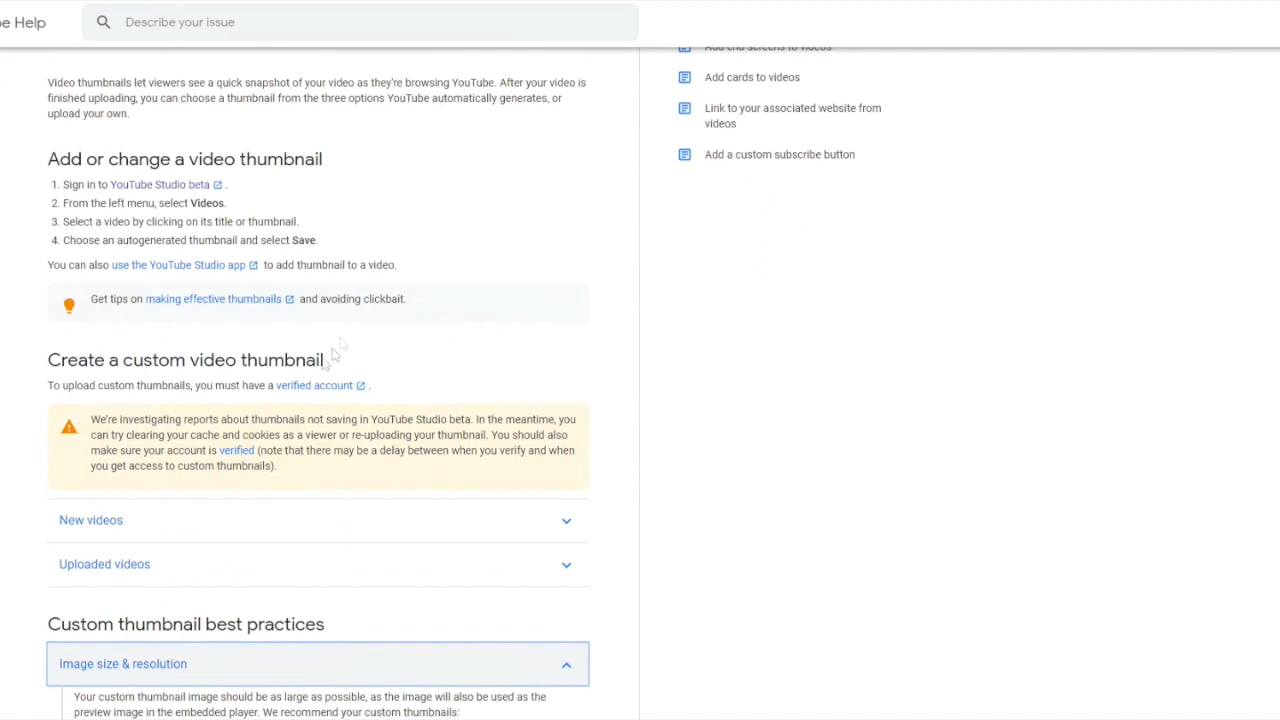 be Help
Describe your issue
Video thumbnails let viewers see a quick snapshot of your video as they're browsing YouTube. After your video is
finished uploading, you can choose a thumbnail from the three options YouTube automatically generates, or
upload your own.
Add or change a video thumbnail
1. Sign in to YouTube Studio beta .
2. From the left menu, select Videos.
3. Select a video by clicking on its title or thumbnail.
4. Choose an autogenerated thumbnail and select Save.
You can also use the YouTube Studio app to add thumbnail to a video.
Get tips on making effective thumbnails and avoiding clickbait.
Create a custom video thumbnail
To upload custom thumbnails, you must have a verified account .
We're investigating reports about thumbnails not saving in YouTube Studio beta. In the meantime, you
can try clearing your cache and cookies as a viewer or re-uploading your thumbnail. You should also
make sure your account is verified (note that there may be a delay between when you verify and when
you get access to custom thumbnails).
New videos
Uploaded videos
Custom thumbnail best practices
Image size & resolution
Your custom thumbnail image should be as large as possible, as the image will also be used as the
preview image in the embedded player. We recommend your custom thumbnails:
Add end screens to videos
Add cards to videos
Link to your associated website from
videos
Add a custom subscribe button